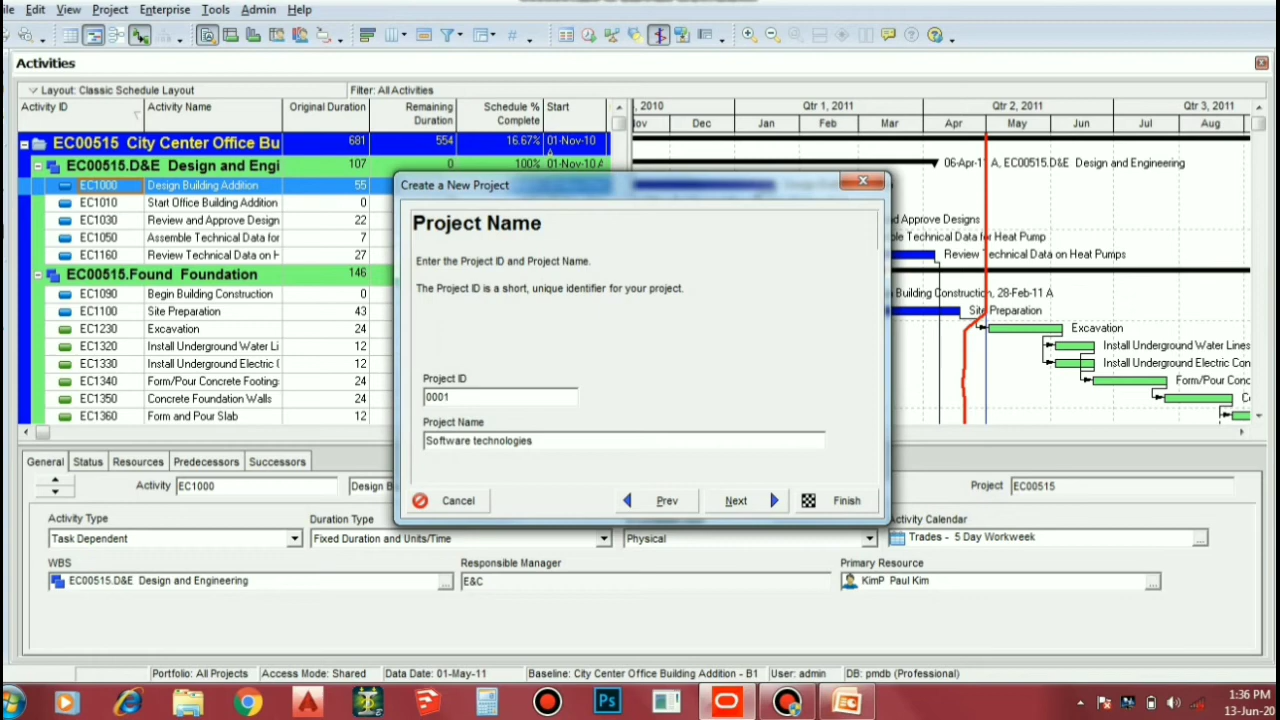 ile Edit View Project Enterprise Tools Admin Help
Activities
Layout: Classic Schedule Layout Filter: All Activities
Activity ID Activity Name Original Duration Remaining Duration Schedule % Complete Start
, 2010 Qtr 1, 2011 Qtr 2, 2011 Qtr 3, 2011
lov Dec Jan Feb Mar Apr May Jun Jul Aug
EC00515 City Center Office Bu 681 554 16.67% 01-Nov-10 A
EC00515.D&E Design and Engi 107 0 100% 01-Nov-10 A
06-Apr-11 A, EC00515.D&E Design and Engineering
EC1000 Design Building Addition 55
EC1010 Start Office Building Addition 0
EC1030 Review and Approve Design 22
nd Approve Designs
EC1050 Assemble Technical Data for 7
ble Technical Data for Heat Pump
EC1160 Review Technical Data on H 27
Review Technical Data on Heat Pumps
EC00515.Found Foundation 146
EC1090 Begin Building Construction 0
Building Construction, 28-Feb-11 A
EC1100 Site Preparation 43
Site Preparation
EC1230 Excavation 24
Excavation
EC1320 Install Underground Water Li 12
Install Underground Water Lines
EC1330 Install Underground Electric C 12
Install Underground Electric Con
EC1340 Form/Pour Concrete Footing 24
Form/Pour Conc
EC1350 Concrete Foundation Walls 24
EC1360 Form and Pour Slab 12
Create a New Project
Project Name
Enter the Project ID and Project Name.
The Project ID is a short, unique identifier for your project.
Project ID
0001
Project Name
Software technologies
Cancel Prev Next Finish
General Status Resources Predecessors Successors
Activity EC1000 Design B Project EC00515
Activity Type Duration Type Activity Calendar
Task Dependent Fixed Duration and Units/Time Physical Trades - 5 Day Workweek
WBS Responsible Manager Primary Resource
EC00515.D&E Design and Engineering E&C KimP Paul Kim
Portfolio: All Projects Access Mode: Shared Data Date: 01-May-11 Baseline: City Center Office Building Addition - B1 User: admin DB: pmdb (Professional)
Ps
1:36 PM
13-Jun-20